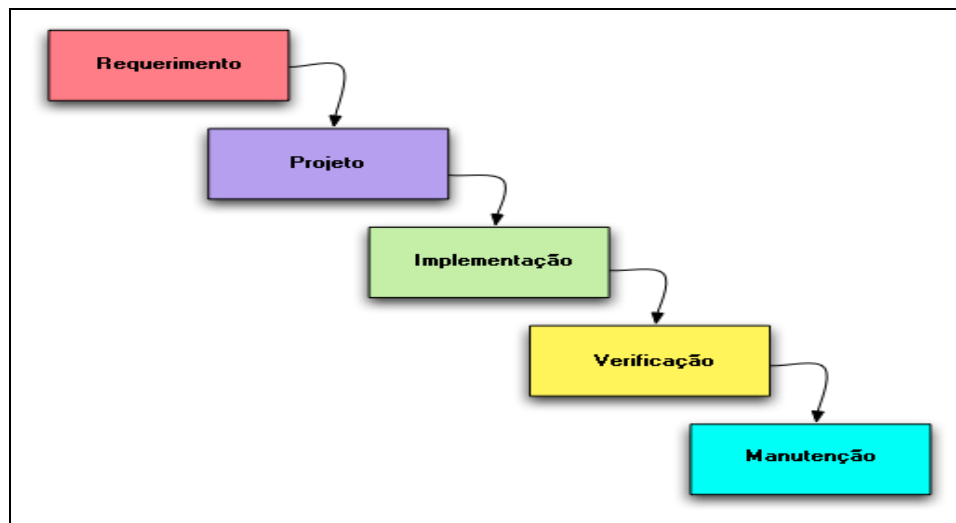 Requerimento
Projeto
Implementação
Verificação
Manutenção